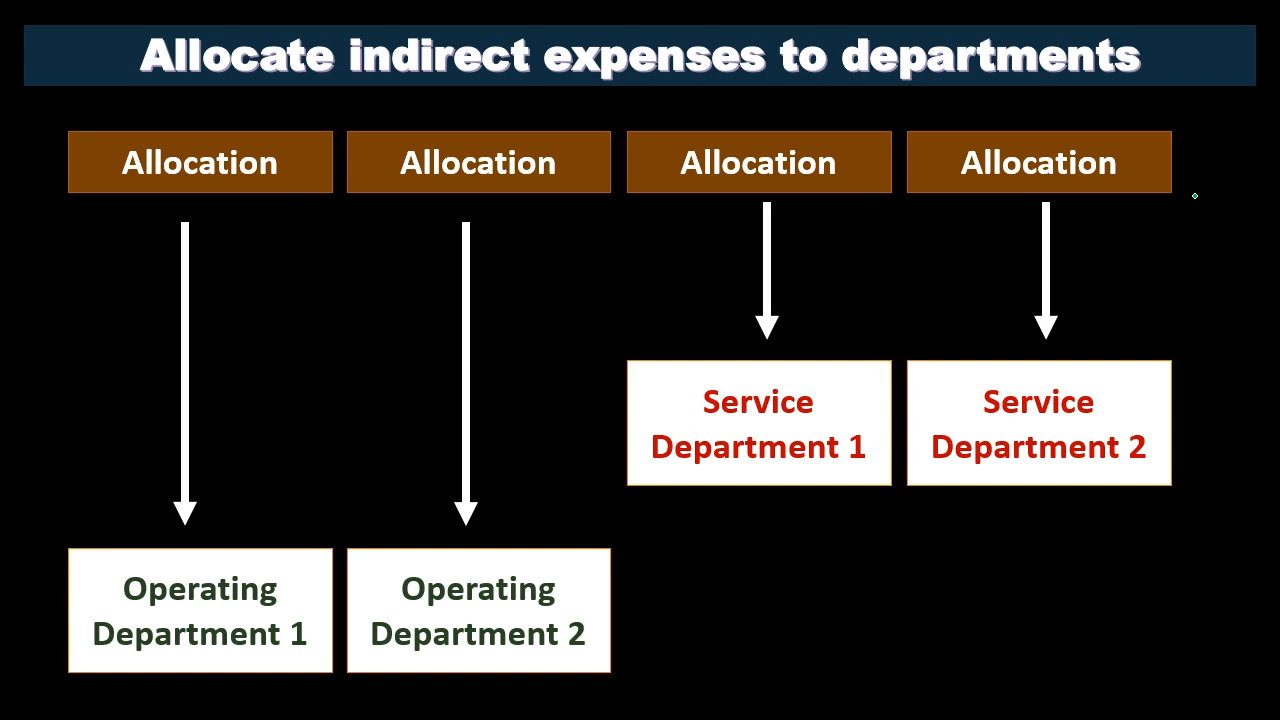 Allocate indirect expenses to departments
Allocation
Allocation
Allocation
Allocation
Service
Department 1
Service
Department 2
Operating
Department 1
Operating
Department 2